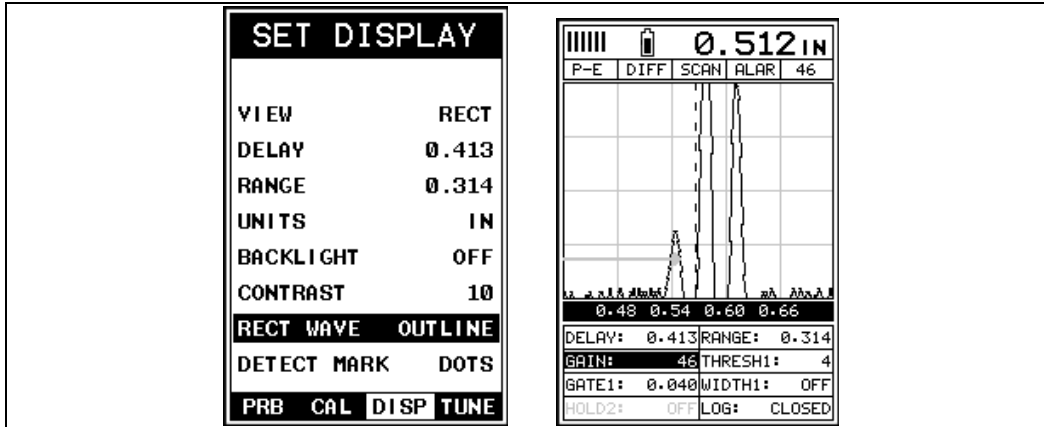 SET DISPLAY
VIEW RECT
DELAY 0.413
RANGE 0.314
UNITS IN
BACKLIGHT OFF
CONTRAST 10
RECT WAVE OUTLINE
DETECT MARK DOTS
PRB CAL DISP TUNE
0.512 IN
P-E DIFF SCAN ALAR 46
0.48 0.54 0.60 0.66
DELAY: 0.413 RANGE: 0.314
GAIN: 46 THRESH1: 4
GATE1: 0.040 WIDTH1: OFF
HOLD2: OFF LOG: CLOSED